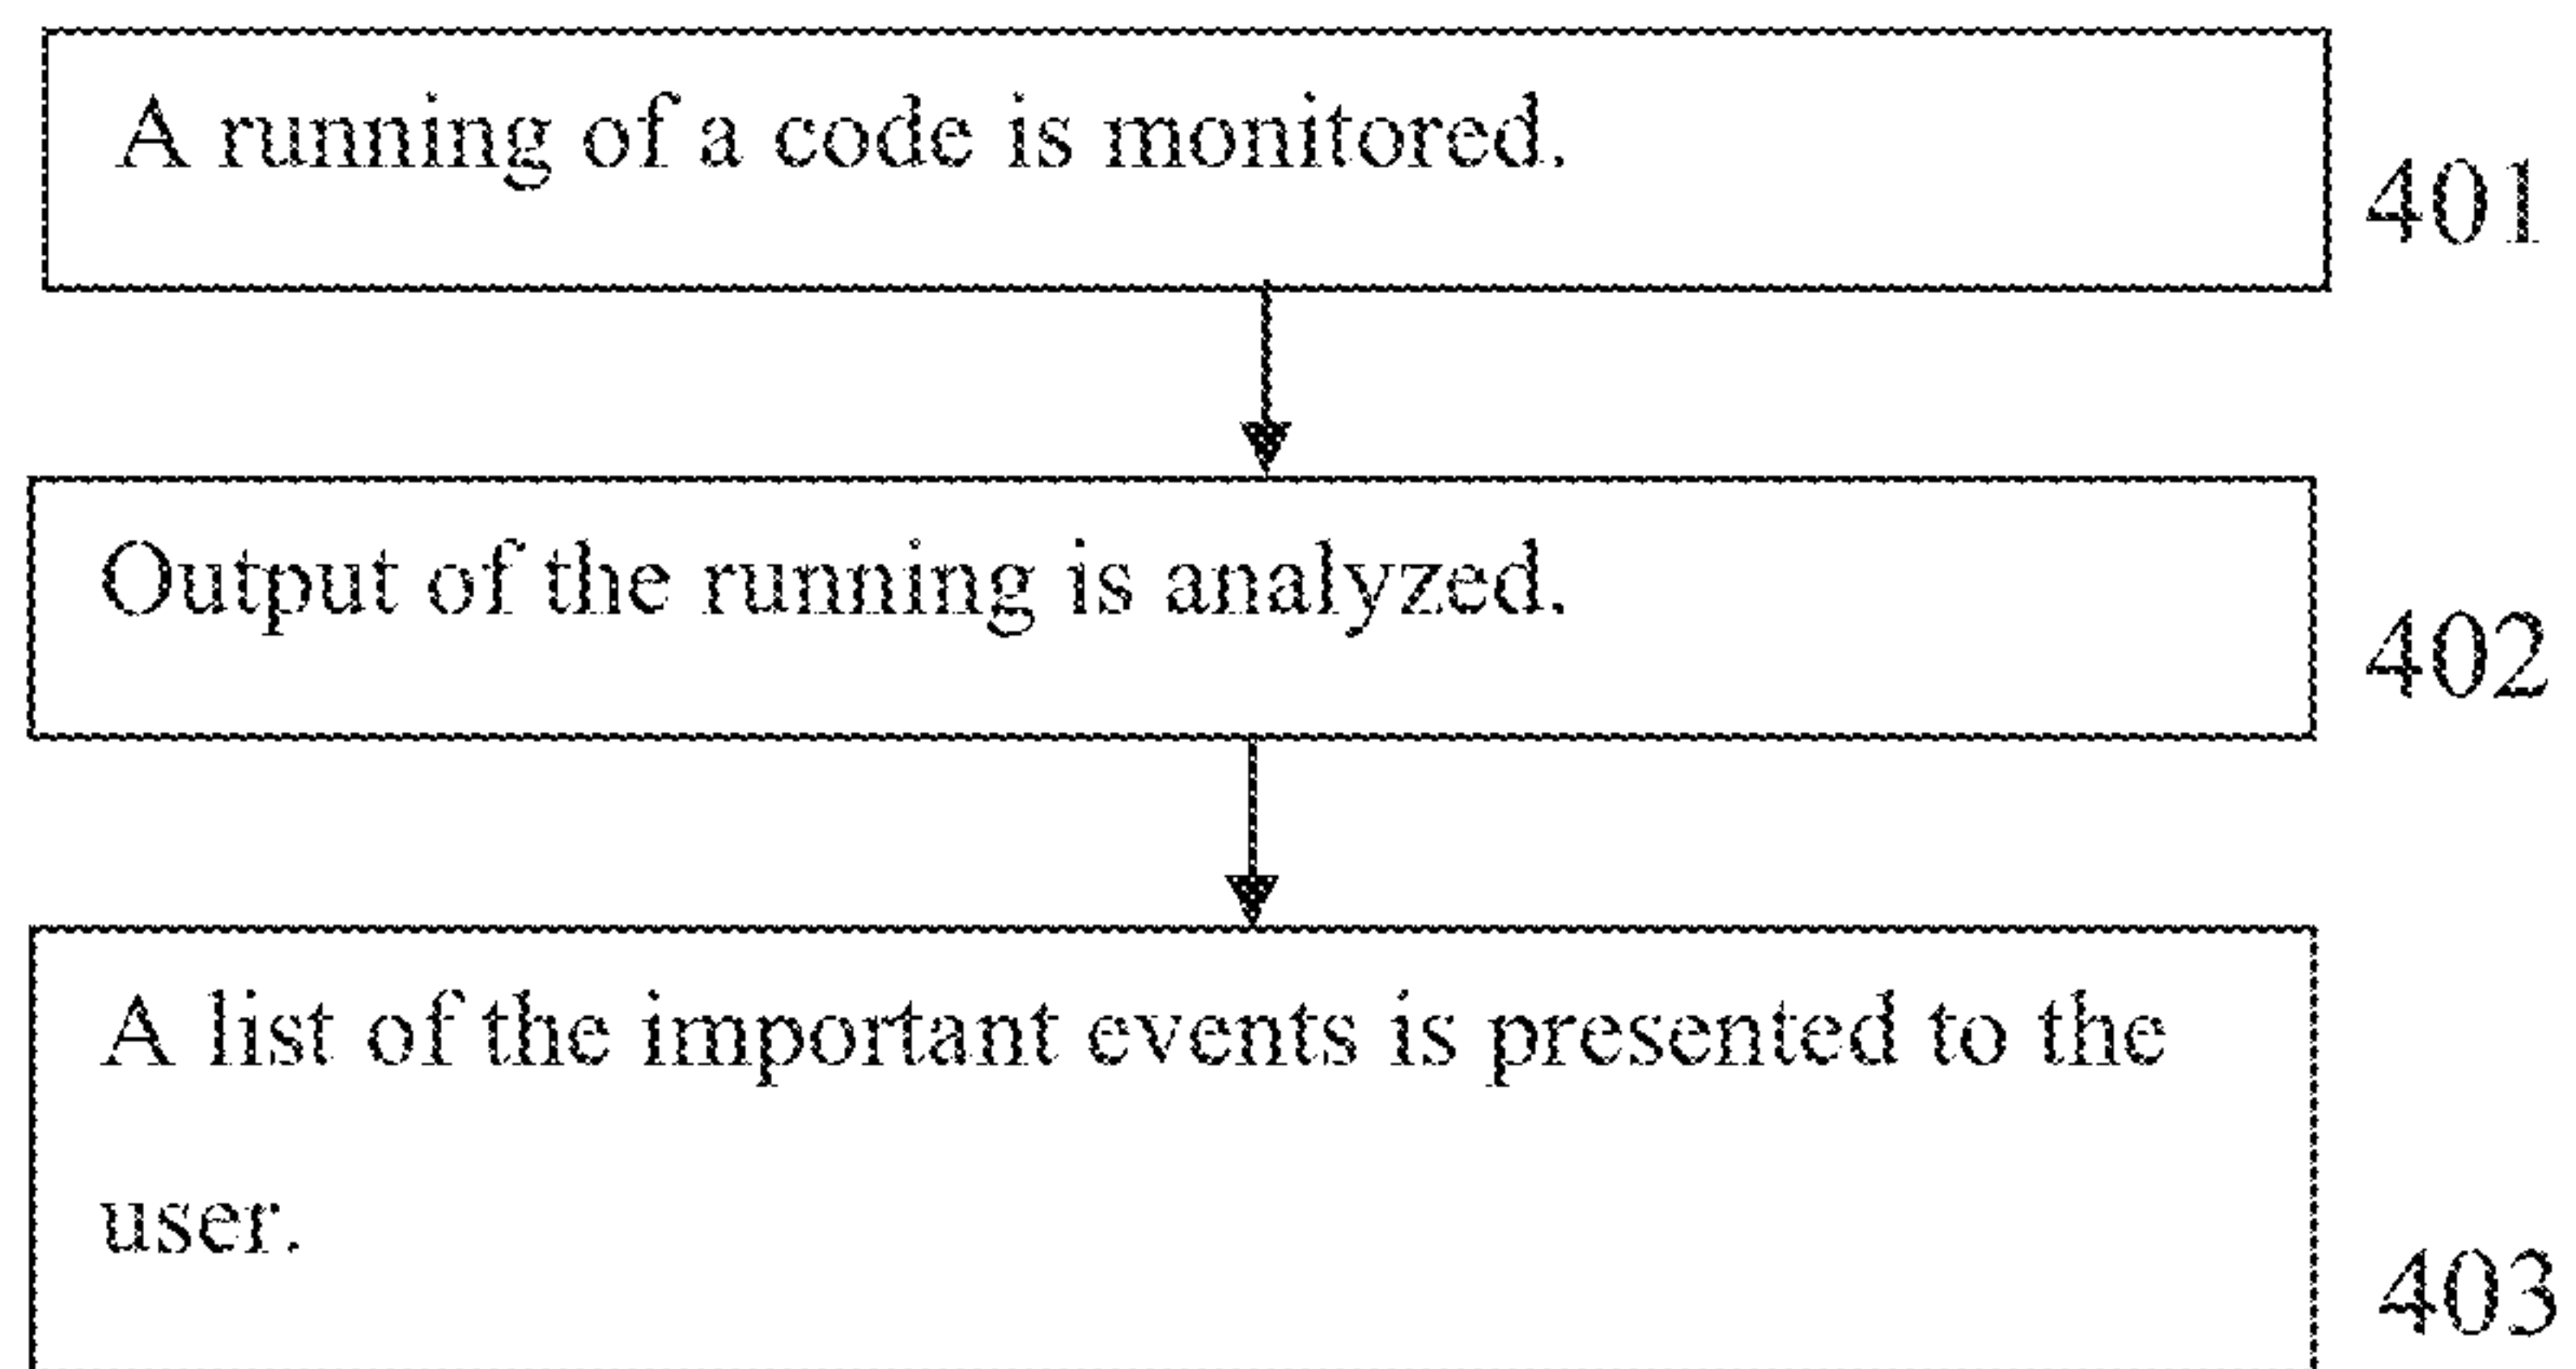 A running of a code is monitored.
401
Output of the running is analyzed.
402
A list of the important events is presented to the
user.
403